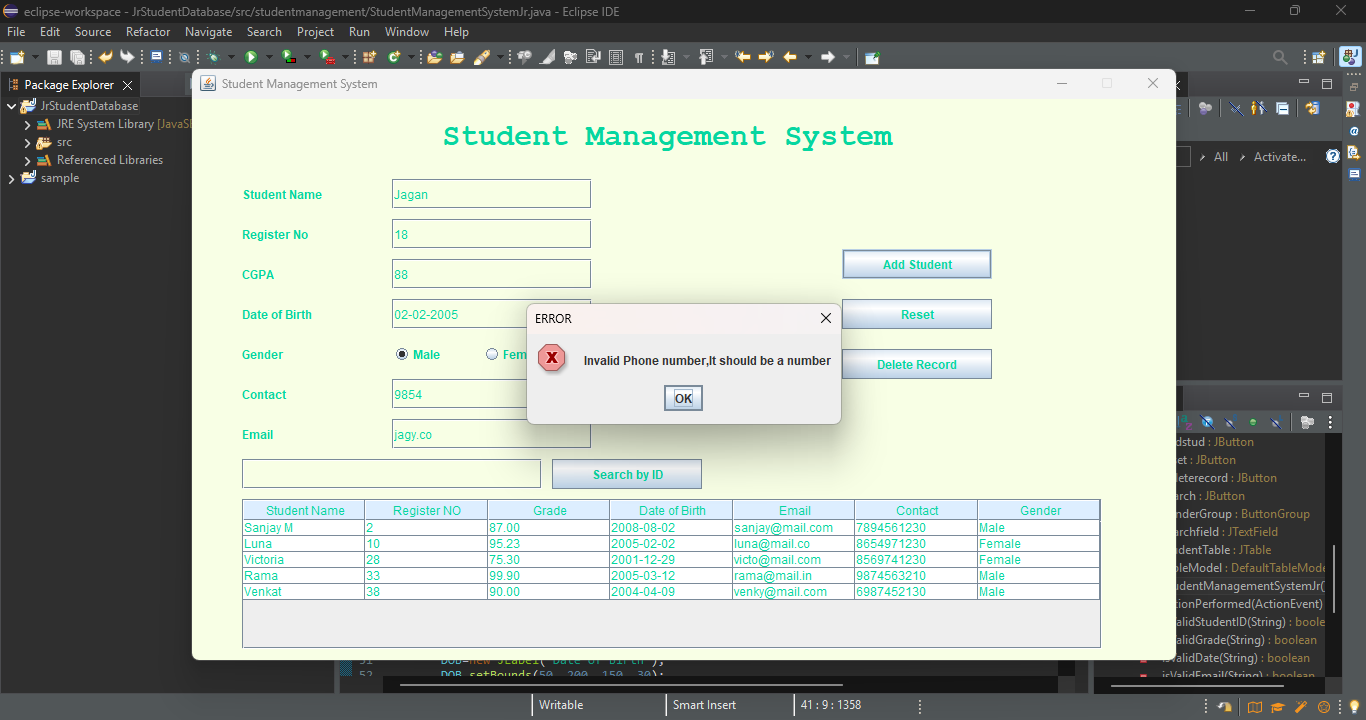 eclipse-workspace - JrStudentDatabase/src/studentmanagement/StudentManagementSystemJr.java - Eclipse IDE
File Edit Source Refactor Navigate Search Project Run Window Help
Package Explorer
JrStudentDatabase
JRE System Library [JavaSE
src
Referenced Libraries
sample
Student Management System
Student Management System
Student Name Jagan
Register No 18
CGPA 88
Date of Birth 02-02-2005
Gender Male Fem
Contact 9854
Email jagy.co
Add Student
Reset
Delete Record
ERROR
Invalid Phone number,It should be a number
OK
Search by ID
Student Name Register NO Grade Date of Birth Email Contact Gender
Sanjay M 2 87.00 2008-08-02 sanjay@mail.com 7894561230 Male
Luna 10 95.23 2005-02-02 luna@mail.co 8654971230 Female
Victoria 28 75.30 2001-12-29 victo@mail.com 8569741230 Female
Rama 33 99.90 2005-03-12 rama@mail.in 9874563210 Male
Venkat 38 90.00 2004-04-09 venky@mail.com 6987452130 Male
All Activate...
dstud : JButton
set : JButton
leterecord : JButton
arch : JButton
nderGroup : ButtonGroup
archfield : JTextField
udentTable : JTable
bleModel : DefaultTableMode
udentManagementSystemJr(
tionPerformed(ActionEvent)
alidStudentID(String) : boole
alidGrade(String) : boolean
isValidDate(String) : boolean
isValidEmail(String) : boolean
51 DOB=new JLabel("Date of Birth");
52 DOB.setBounds(50, 200, 150, 30);
Writable Smart Insert 41 : 9 : 1358